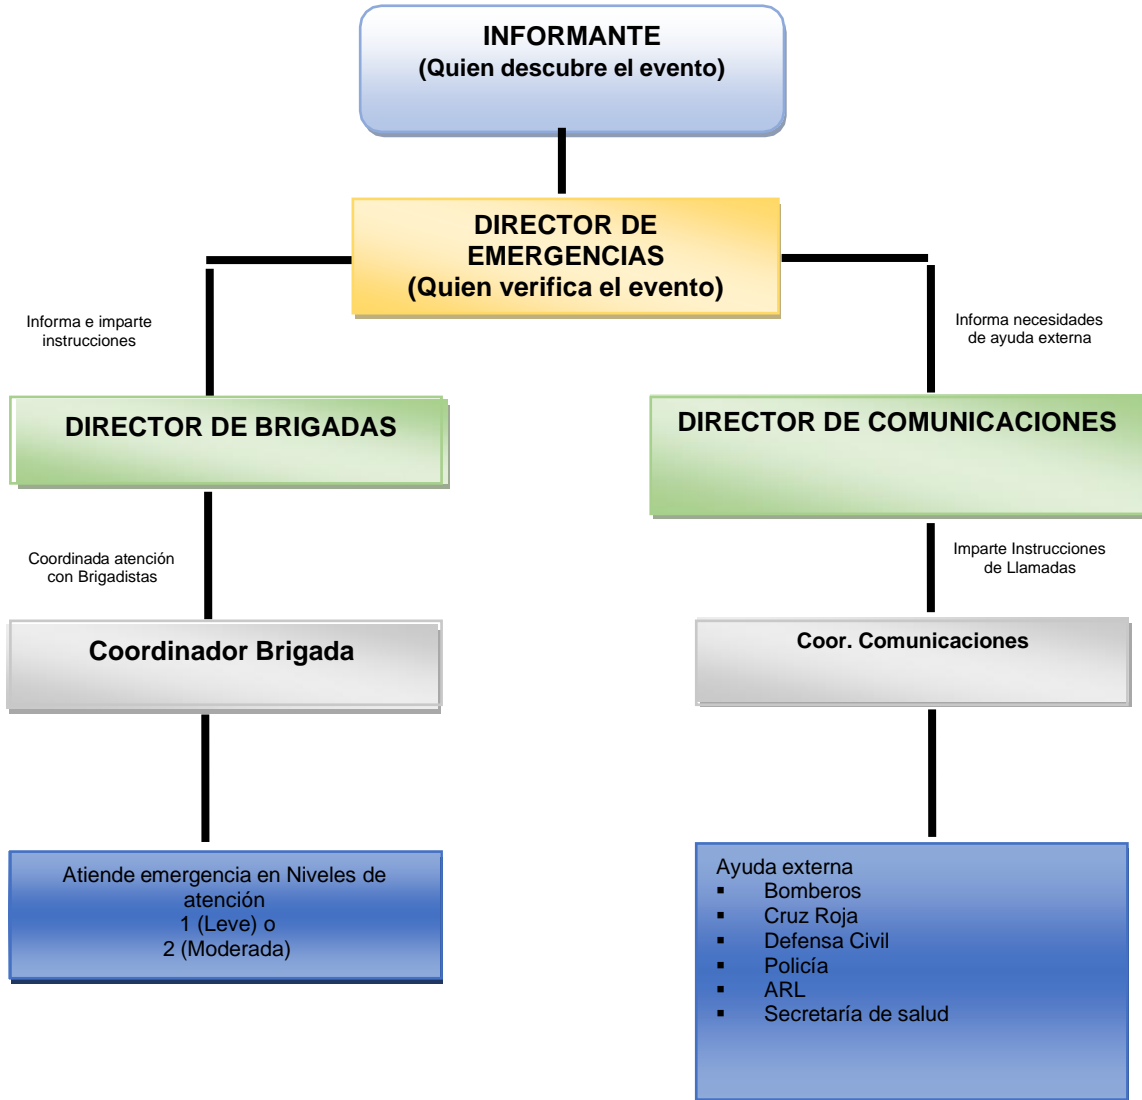 INFORMANTE
(Quien descubre el evento)
DIRECTOR DE
EMERGENCIAS
(Quien verifica el evento)
Informa e imparte
instrucciones
Informa necesidades
de ayuda externa
DIRECTOR DE BRIGADAS
DIRECTOR DE COMUNICACIONES
Coordinada atención
con Brigadistas
Imparte Instrucciones
de Llamadas
Coordinador Brigada
Coor. Comunicaciones
Atiende emergencia en Niveles de
atención
1 (Leve) o
2 (Moderada)
Ayuda externa
▪ Bomberos
▪ Cruz Roja
▪ Defensa Civil
▪ Policía
▪ ARL
▪ Secretaría de salud